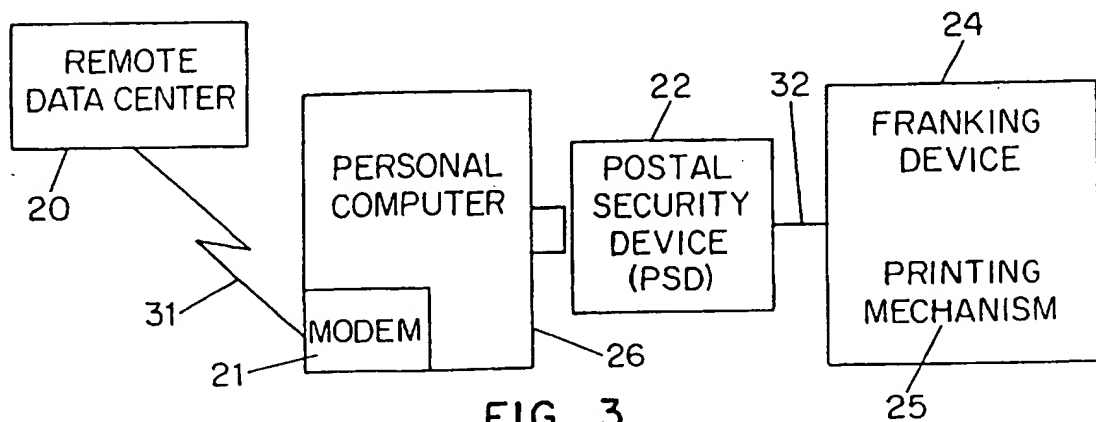 REMOTE
DATA CENTER
20
31
PERSONAL
COMPUTER
MODEM
21
26
22
POSTAL
SECURITY
DEVICE
(PSD)
32
24
FRANKING
DEVICE
PRINTING
MECHANISM
25
FIG. 3